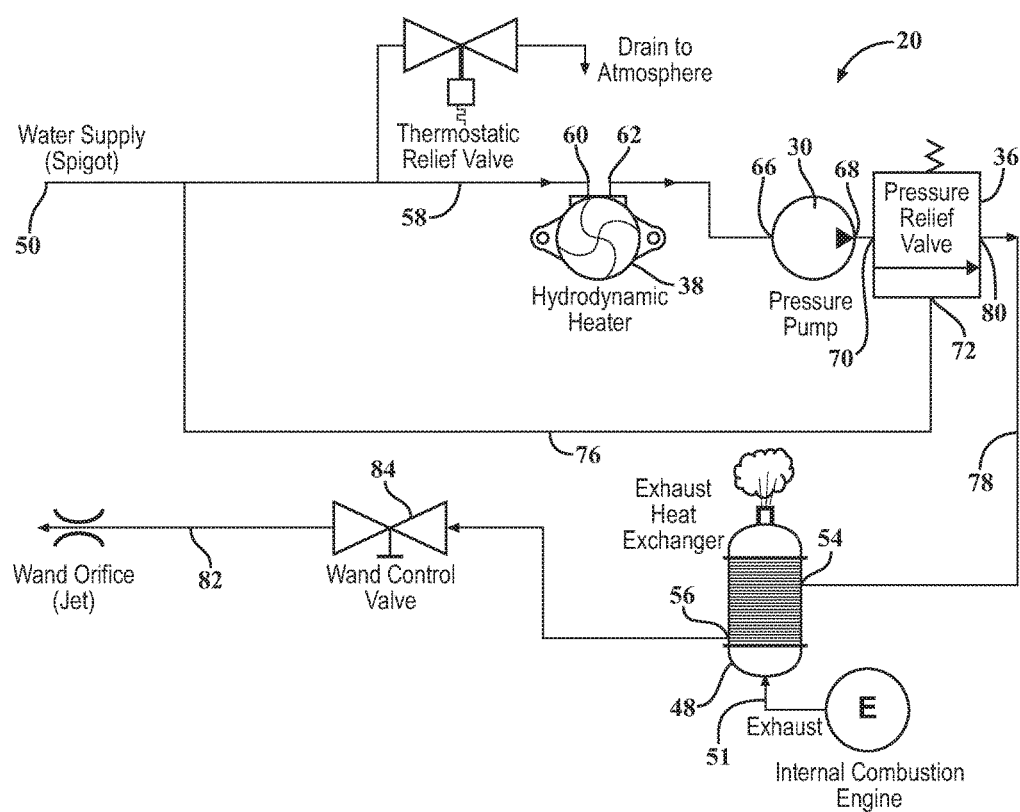 20
Drain to
Atmosphere
Water Supply
(Spigot)
Thermostatic
Relief Valve
60
62
30
36
50
58
66
68
Pressure
Relief
Valve
38
Hydrodynamic
Heater
Pressure
Pump
70
72
80
76
78
84
Exhaust
Heat
Exchanger
54
Wand Orifice
(Jet)
82
Wand Control
Valve
56
48
51
Exhaust
E
Internal Combustion
Engine